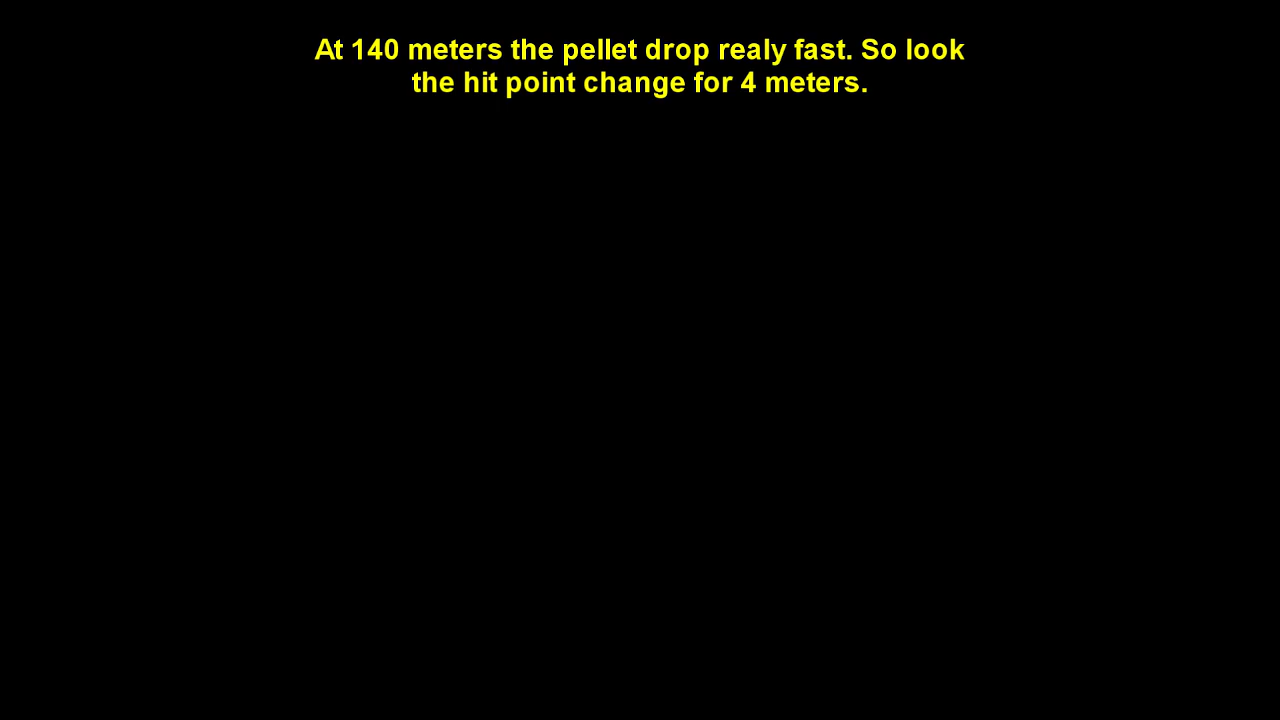 At 140 meters the pellet drop realy fast. So look
the hit point change for 4 meters.